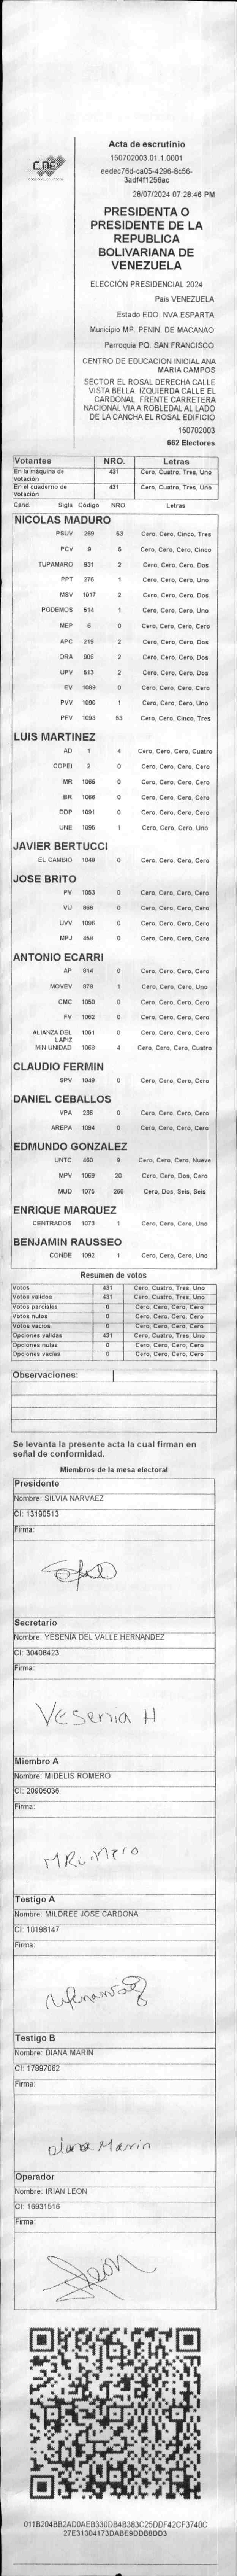 CNE
Acta de escrutinio
150702003.01.1.0001
eedec76d-ca05-4296-8c56-
3adf4f1256ac
28/07/2024 07:28:46 PM
PRESIDENTA O
PRESIDENTE DE LA
REPUBLICA
BOLIVARIANA DE
VENEZUELA
ELECCIÓN PRESIDENCIAL 2024
País VENEZUELA
Estado EDO. NVA.ESPARTA
Municipio MP. PENIN. DE MACANAO
Parroquia PQ. SAN FRANCISCO
CENTRO DE EDUCACION INICIAL ANA
MARIA CAMPOS
SECTOR EL ROSAL DERECHA CALLE
VISTA BELLA. IZQUIERDA CALLE EL
CARDONAL. FRENTE CARRETERA
NACIONAL VIA A ROBLEDAL AL LADO
DE LA CANCHA EL ROSAL EDIFICIO
150702003
662 Electores
Votantes NRO. Letras
En la máquina de votación 431 Cero, Cuatro, Tres, Uno
En el cuaderno de votación 431 Cero, Cuatro, Tres, Uno
Cand. Sigla Código NRO. Letras
NICOLAS MADURO
PSUV 269 53 Cero, Cero, Cinco, Tres
PCV 9 5 Cero, Cero, Cero, Cinco
TUPAMARO 931 2 Cero, Cero, Cero, Dos
PPT 276 1 Cero, Cero, Cero, Uno
MSV 1017 2 Cero, Cero, Cero, Dos
PODEMOS 514 1 Cero, Cero, Cero, Uno
MEP 6 0 Cero, Cero, Cero, Cero
APC 219 2 Cero, Cero, Cero, Dos
ORA 906 2 Cero, Cero, Cero, Dos
UPV 513 2 Cero, Cero, Cero, Dos
EV 1099 0 Cero, Cero, Cero, Cero
PVV 1090 1 Cero, Cero, Cero, Uno
PFV 1093 53 Cero, Cero, Cinco, Tres
LUIS MARTINEZ
AD 1 4 Cero, Cero, Cero, Cuatro
COPEI 2 0 Cero, Cero, Cero, Cero
MR 1065 0 Cero, Cero, Cero, Cero
BR 1066 0 Cero, Cero, Cero, Cero
DDP 1091 0 Cero, Cero, Cero, Cero
UNE 1095 1 Cero, Cero, Cero, Uno
JAVIER BERTUCCI
EL CAMBIO 1048 0 Cero, Cero, Cero, Cero
JOSE BRITO
PV 1053 0 Cero, Cero, Cero, Cero
VU 868 0 Cero, Cero, Cero, Cero
UVV 1096 0 Cero, Cero, Cero, Cero
MPJ 458 0 Cero, Cero, Cero, Cero
ANTONIO ECARRI
AP 614 0 Cero, Cero, Cero, Cero
MOVEV 678 1 Cero, Cero, Cero, Uno
CMC 1050 0 Cero, Cero, Cero, Cero
FV 1062 0 Cero, Cero, Cero, Cero
ALIANZA DEL LAPIZ 1051 0 Cero, Cero, Cero, Cero
MIN UNIDAD 1068 4 Cero, Cero, Cero, Cuatro
CLAUDIO FERMIN
SPV 1049 0 Cero, Cero, Cero, Cero
DANIEL CEBALLOS
VPA 238 0 Cero, Cero, Cero, Cero
AREPA 1094 0 Cero, Cero, Cero, Cero
EDMUNDO GONZALEZ
UNTC 480 9 Cero, Cero, Cero, Nueve
MPV 1069 20 Cero, Cero, Dos, Cero
MUD 1075 266 Cero, Dos, Seis, Seis
ENRIQUE MARQUEZ
CENTRADOS 1073 1 Cero, Cero, Cero, Uno
BENJAMIN RAUSSEO
CONDE 1092 1 Cero, Cero, Cero, Uno
Resumen de votos
Votos 431 Cero, Cuatro, Tres, Uno
Votos validos 431 Cero, Cuatro, Tres, Uno
Votos parciales 0 Cero, Cero, Cero, Cero
Votos nulos 0 Cero, Cero, Cero, Cero
Votos vacios 0 Cero, Cero, Cero, Cero
Opciones validas 431 Cero, Cuatro, Tres, Uno
Opciones nulas 0 Cero, Cero, Cero, Cero
Opciones vacias 0 Cero, Cero, Cero, Cero
Observaciones:
Se levanta la presente acta la cual firman en
señal de conformidad.
Miembros de la mesa electoral
Presidente
Nombre: SILVIA NARVAEZ
CI: 13190513
Firma:
Secretario
Nombre: YESENIA DEL VALLE HERNANDEZ
CI: 30408423
Firma:
Yesenia H
Miembro A
Nombre: MIDELIS ROMERO
CI: 20905036
Firma:
MRomero
Testigo A
Nombre: MILDREE JOSE CARDONA
CI: 10198147
Firma:
Testigo B
Nombre: DIANA MARIN
CI: 17897062
Firma:
Diana Marin
Operador
Nombre: IRIAN LEON
CI: 16931516
Firma:
Leon
011B204BB2AD0AEB330DB4B383C25DDF42CF3740C
27E31304173DABE9DDB8DD3